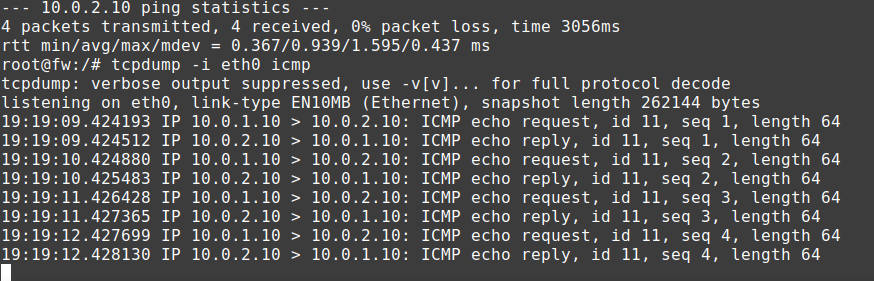 --- 10.0.2.10 ping statistics ---
4 packets transmitted, 4 received, 0% packet loss, time 3056ms
rtt min/avg/max/mdev = 0.367/0.939/1.595/0.437 ms
root@fw:/# tcpdump -i eth0 icmp
tcpdump: verbose output suppressed, use -v[v]... for full protocol decode
listening on eth0, link-type EN10MB (Ethernet), snapshot length 262144 bytes
19:19:09.424193 IP 10.0.1.10 > 10.0.2.10: ICMP echo request, id 11, seq 1, length 64
19:19:09.424512 IP 10.0.2.10 > 10.0.1.10: ICMP echo reply, id 11, seq 1, length 64
19:19:10.424880 IP 10.0.1.10 > 10.0.2.10: ICMP echo request, id 11, seq 2, length 64
19:19:10.425483 IP 10.0.2.10 > 10.0.1.10: ICMP echo reply, id 11, seq 2, length 64
19:19:11.426428 IP 10.0.1.10 > 10.0.2.10: ICMP echo request, id 11, seq 3, length 64
19:19:11.427365 IP 10.0.2.10 > 10.0.1.10: ICMP echo reply, id 11, seq 3, length 64
19:19:12.427699 IP 10.0.1.10 > 10.0.2.10: ICMP echo request, id 11, seq 4, length 64
19:19:12.428130 IP 10.0.2.10 > 10.0.1.10: ICMP echo reply, id 11, seq 4, length 64